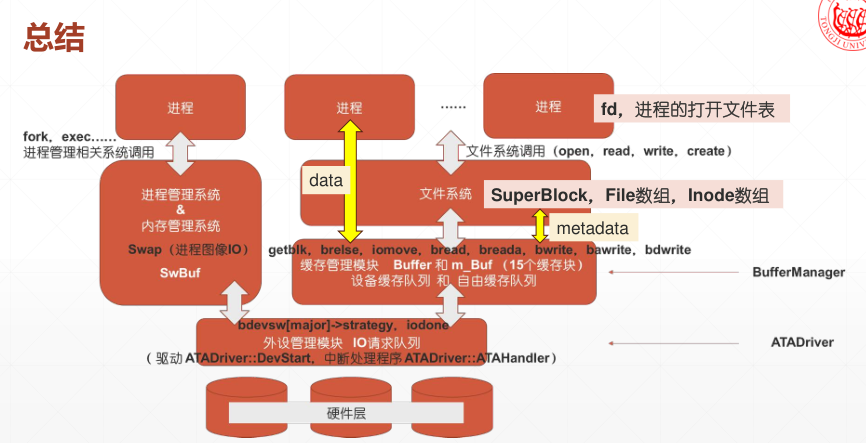 总结
进程
进程
······
进程
fd，进程的打开文件表
fork，exec......
进程管理相关系统调用
文件系统调用（open，read，write，create）
data
进程管理系统
&
内存管理系统
文件系统
SuperBlock，File数组，Inode数组
metadata
Swap（进程图像IO）
SwBuf
getblk，brelse，iomove，bread，breada，bwrite，bawrite，bdwrite
缓存管理模块 Buffer 和 m_Buf （15个缓存块）
设备缓存队列 和 自由缓存队列
BufferManager
bdevsw[major]->strategy，iodone
外设管理模块 IO请求队列
（ 驱动 ATADriver::DevStart，中断处理程序 ATADriver::ATAHandler）
ATADriver
硬件层